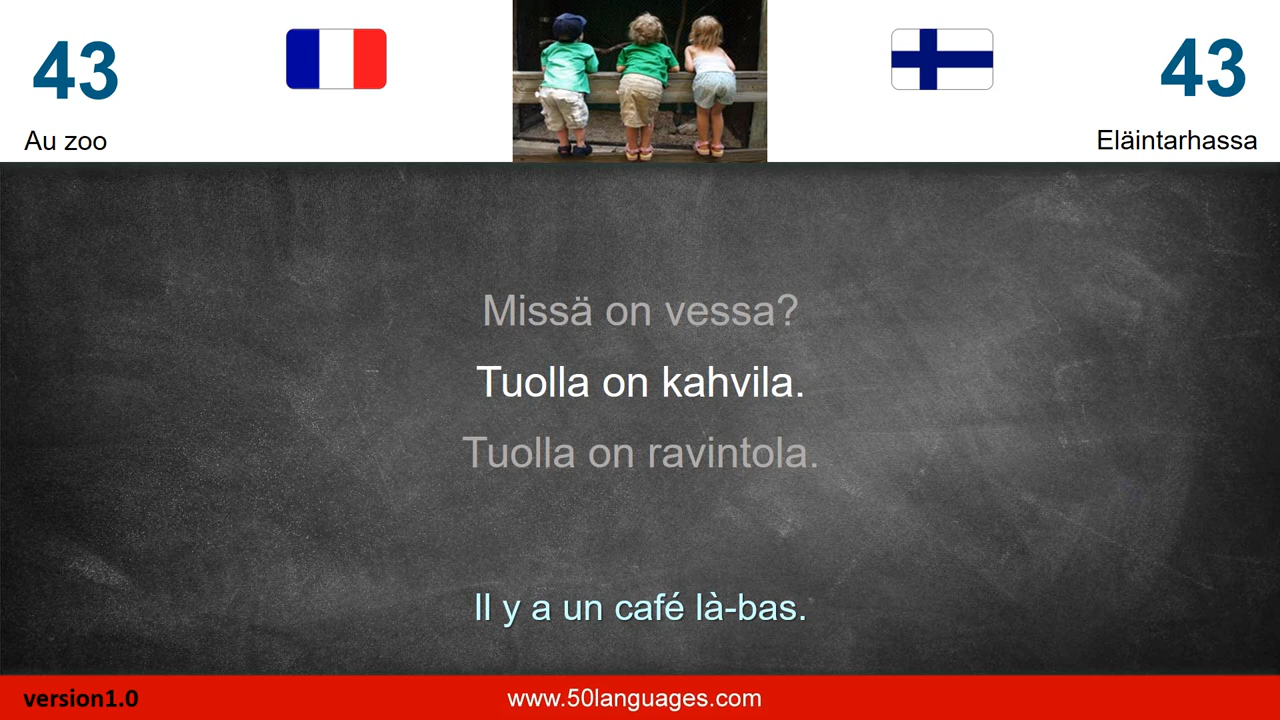 43
43
Au zoo
Eläintarhassa
Missä on vessa?
Tuolla on kahvila.
Tuolla on ravintola.
Il y a un café là-bas.
version1.0
www.50languages.com